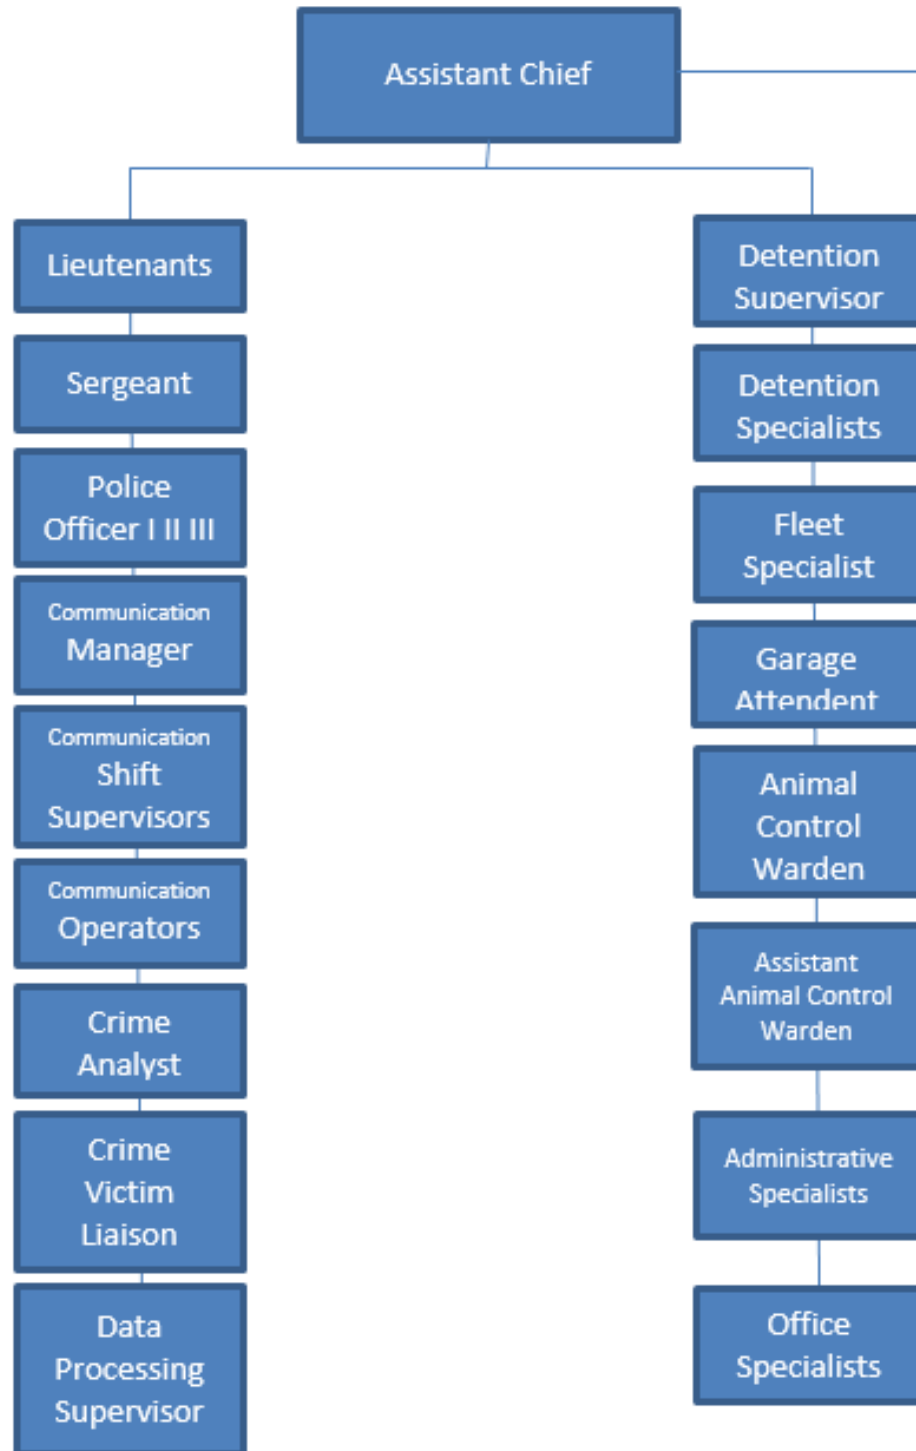 Assistant Chief
Lieutenants
Sergeant
Police
Officer I II III
Communication
Manager
Communication
Shift
Supervisors
Communication
Operators
Crime
Analyst
Crime
Victim
Liaison
Data
Processing
Supervisor
Detention
Supervisor
Detention
Specialists
Fleet
Specialist
Garage
Attendent
Animal
Control
Warden
Assistant
Animal Control
Warden
Administrative
Specialists
Office
Specialists